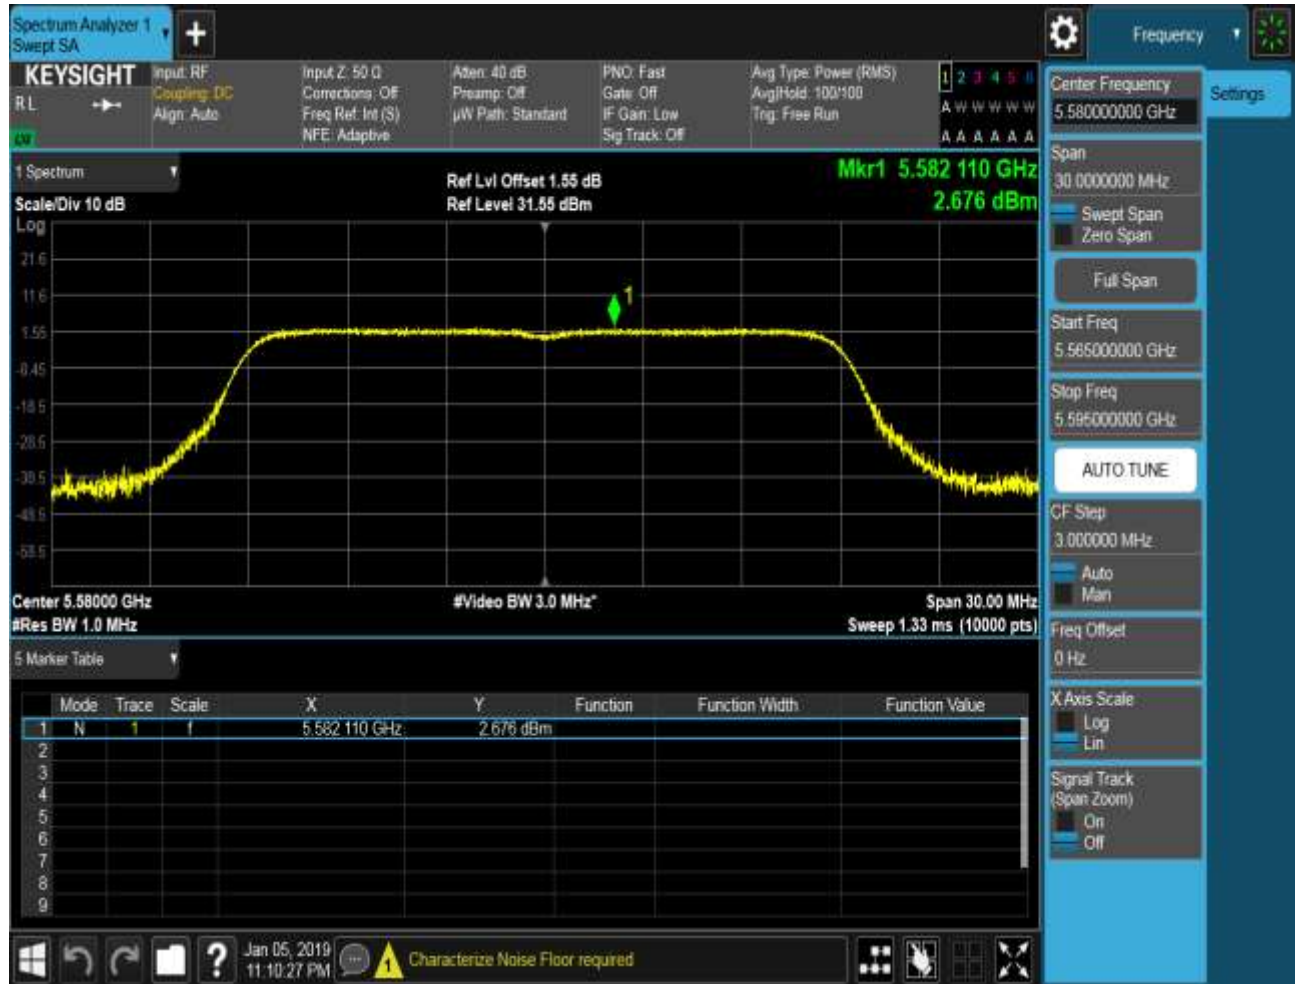 Spectrum Analyzer 1
Swept SA
Frequency
KEYSIGHT
Input: RF
Input Z: 50 Ω
Atten: 40 dB
PNO: Fast
Avg Type: Power (RMS)
1 2 3 4 5 6
R L
Coupling: DC
Corrections: Off
Preamp: Off
Gate: Off
Avg|Hold: 100/100
A W W W W W
Align: Auto
Freq Ref: Int (S)
µW Path: Standard
IF Gain: Low
Trig: Free Run
A A A A A A
NFE: Adaptive
Sig Track: Off
1 Spectrum
Ref Lvl Offset 1.55 dB
Mkr1 5.582 110 GHz
Scale/Div 10 dB
Ref Level 31.55 dBm
2.676 dBm
Log
21.6
11.6
1.55
-8.45
-18.5
-28.5
-38.5
-48.5
-58.5
1
Center 5.58000 GHz
#Video BW 3.0 MHz*
Span 30.00 MHz
#Res BW 1.0 MHz
Sweep 1.33 ms (10000 pts)
5 Marker Table
Mode Trace Scale X Y Function Function Width Function Value
1 N 1 f 5.582 110 GHz 2.676 dBm
2
3
4
5
6
7
8
9
Jan 05, 2019
11:10:27 PM
Characterize Noise Floor required
Center Frequency
5.580000000 GHz
Settings
Span
30.0000000 MHz
Swept Span
Zero Span
Full Span
Start Freq
5.565000000 GHz
Stop Freq
5.595000000 GHz
AUTO TUNE
CF Step
3.000000 MHz
Auto
Man
Freq Offset
0 Hz
X Axis Scale
Log
Lin
Signal Track
(Span Zoom)
On
Off